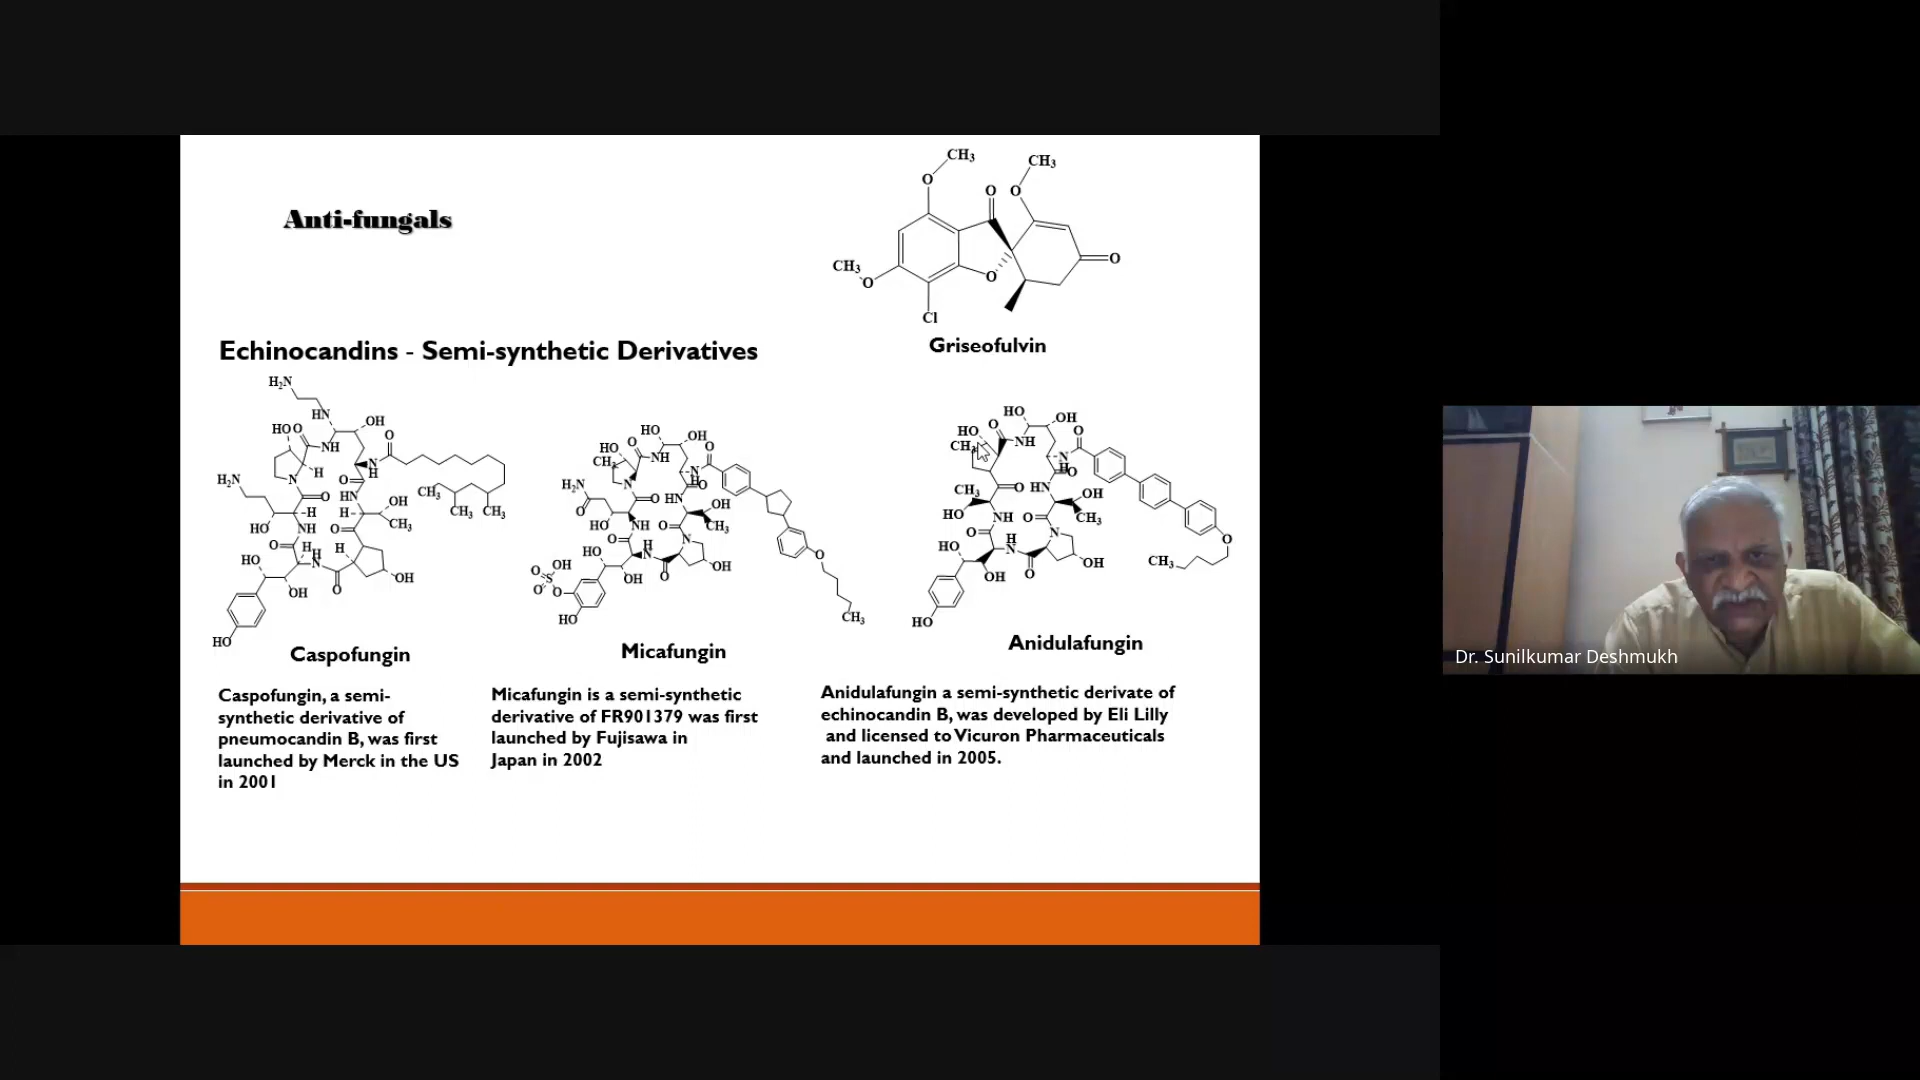 Anti-fungals
CH3
CH3
O
O
O
CH3
O
O
O
Cl
Griseofulvin
Echinocandins - Semi-synthetic Derivatives
Caspofungin
Micafungin
Anidulafungin
Caspofungin, a semi-
synthetic derivative of
pneumocandin B, was first
launched by Merck in the US
in 2001
Micafungin is a semi-synthetic
derivative of FR901379 was first
launched by Fujisawa in
Japan in 2002
Anidulafungin a semi-synthetic derivate of
echinocandin B, was developed by Eli Lilly
and licensed to Vicuron Pharmaceuticals
and launched in 2005.
Dr. Sunilkumar Deshmukh